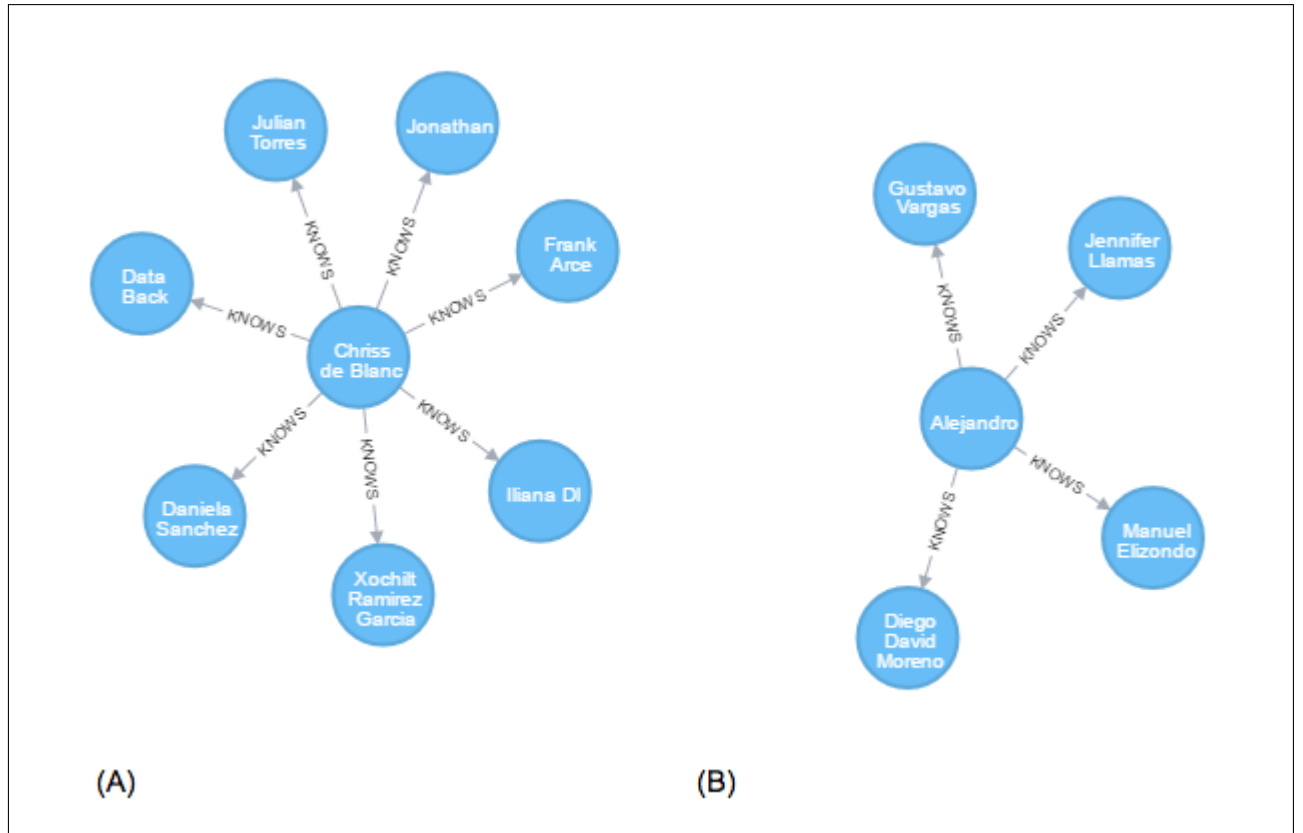 Julian
Torres
Jonathan
KNOWS
KNOWS
Frank
Arce
KNOWS
Data
Back
KNOWS
Chriss
de Blanc
KNOWS
KNOWS
KNOWS
Iliana DI
Daniela
Sanchez
Xochilt
Ramirez
Garcia
(A)
Gustavo
Vargas
Jennifer
Llamas
KNOWS
KNOWS
Alejandro
KNOWS
KNOWS
Manuel
Elizondo
Diego
David
Moreno
(B)